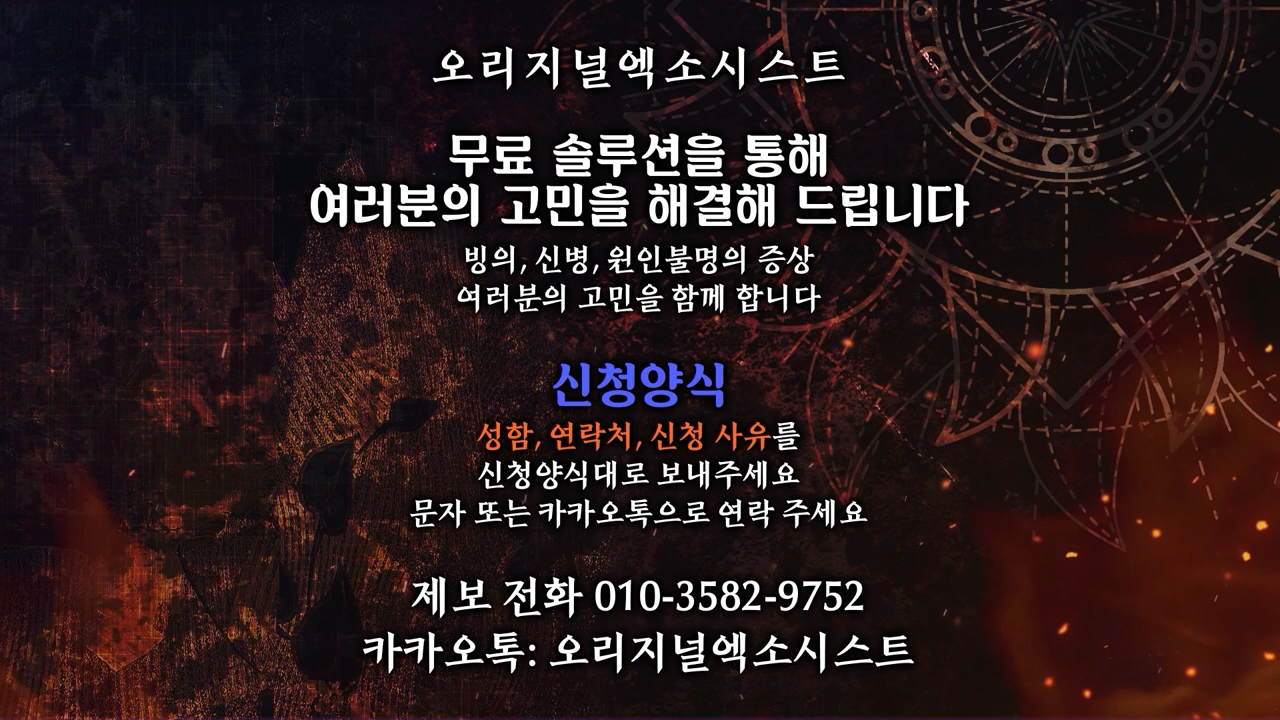 오리지널엑소시스트
무료 솔루션을 통해
여러분의 고민을 해결해 드립니다
빙의, 신병, 원인불명의 증상
여러분의 고민을 함께 합니다
신청양식
성함, 연락처, 신청 사유를
신청양식대로 보내주세요
문자 또는 카카오톡으로 연락 주세요
제보 전화 010-3582-9752
카카오톡: 오리지널엑소시스트